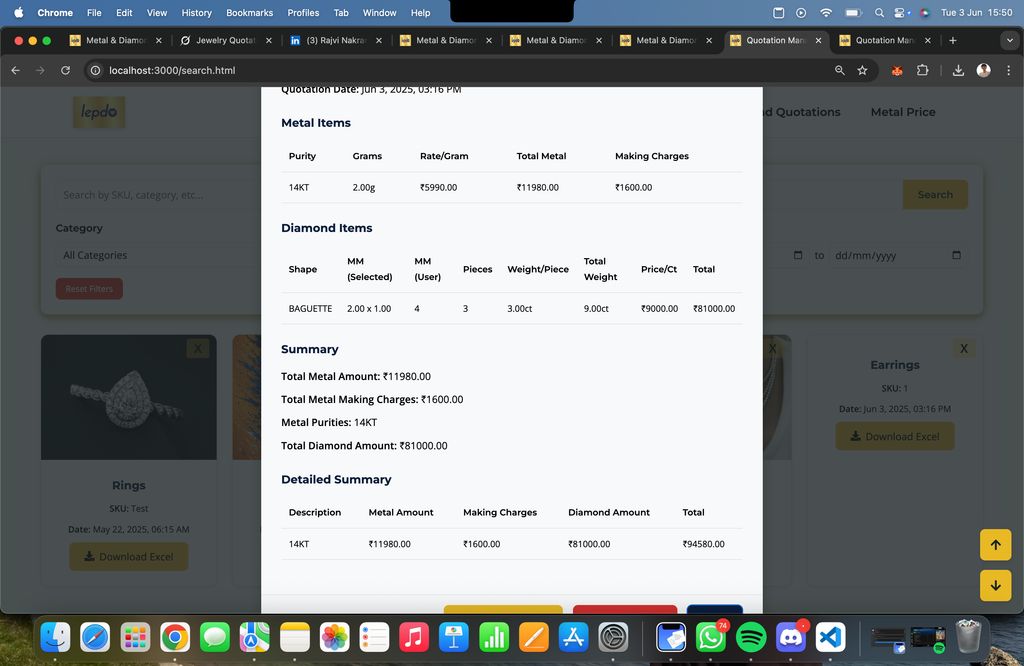 Chrome File Edit View History Bookmarks Profiles Tab Window Help Tue 3 Jun 15:50
Metal & Diamo Jewelry Quota (3) Rajvi Nakra Metal & Diamo Metal & Diamo Metal & Diamo Quotation Man Quotation Man
localhost:3000/search.html
lepdo
d Quotations Metal Price
Quotation Date: Jun 3, 2025, 03:16 PM
Metal Items
Purity Grams Rate/Gram Total Metal Making Charges
14KT 2.00g ₹5990.00 ₹11980.00 ₹1600.00
Search by SKU, category, etc...
Search
Category
All Categories
to dd/mm/yyyy
Reset Filters
Diamond Items
Shape MM (Selected) MM (User) Pieces Weight/Piece Total Weight Price/Ct Total
BAGUETTE 2.00 x 1.00 4 3 3.00ct 9.00ct ₹9000.00 ₹81000.00
Summary
Total Metal Amount: ₹11980.00
Total Metal Making Charges: ₹1600.00
Metal Purities: 14KT
Total Diamond Amount: ₹81000.00
Detailed Summary
Description Metal Amount Making Charges Diamond Amount Total
14KT ₹11980.00 ₹1600.00 ₹81000.00 ₹94580.00
X
Rings
SKU: Test
Date: May 22, 2025, 06:15 AM
Download Excel
X
X
Earrings
SKU: 1
Date: Jun 3, 2025, 03:16 PM
Download Excel
74